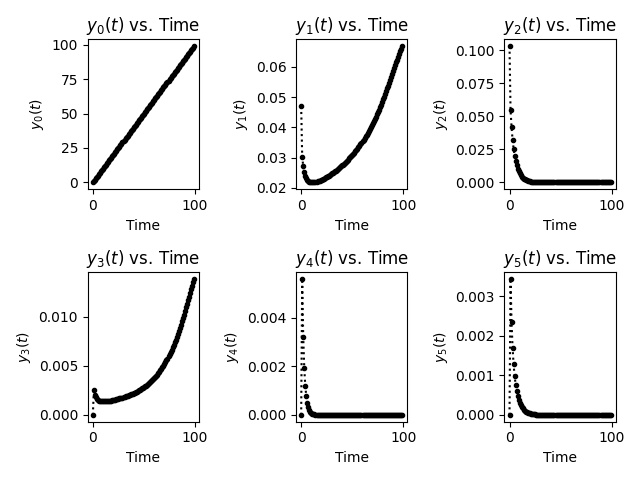 y₀(t) vs. Time
y₁(t) vs. Time
y₂(t) vs. Time
100
75
50
25
0
y₀(t)
0
100
Time
0.06
0.05
0.04
0.03
0.02
y₁(t)
0
100
Time
0.100
0.075
0.050
0.025
0.000
y₂(t)
0
100
Time
y₃(t) vs. Time
y₄(t) vs. Time
y₅(t) vs. Time
0.010
0.005
0.000
y₃(t)
0
100
Time
0.004
0.002
0.000
y₄(t)
0
100
Time
0.003
0.002
0.001
0.000
y₅(t)
0
100
Time